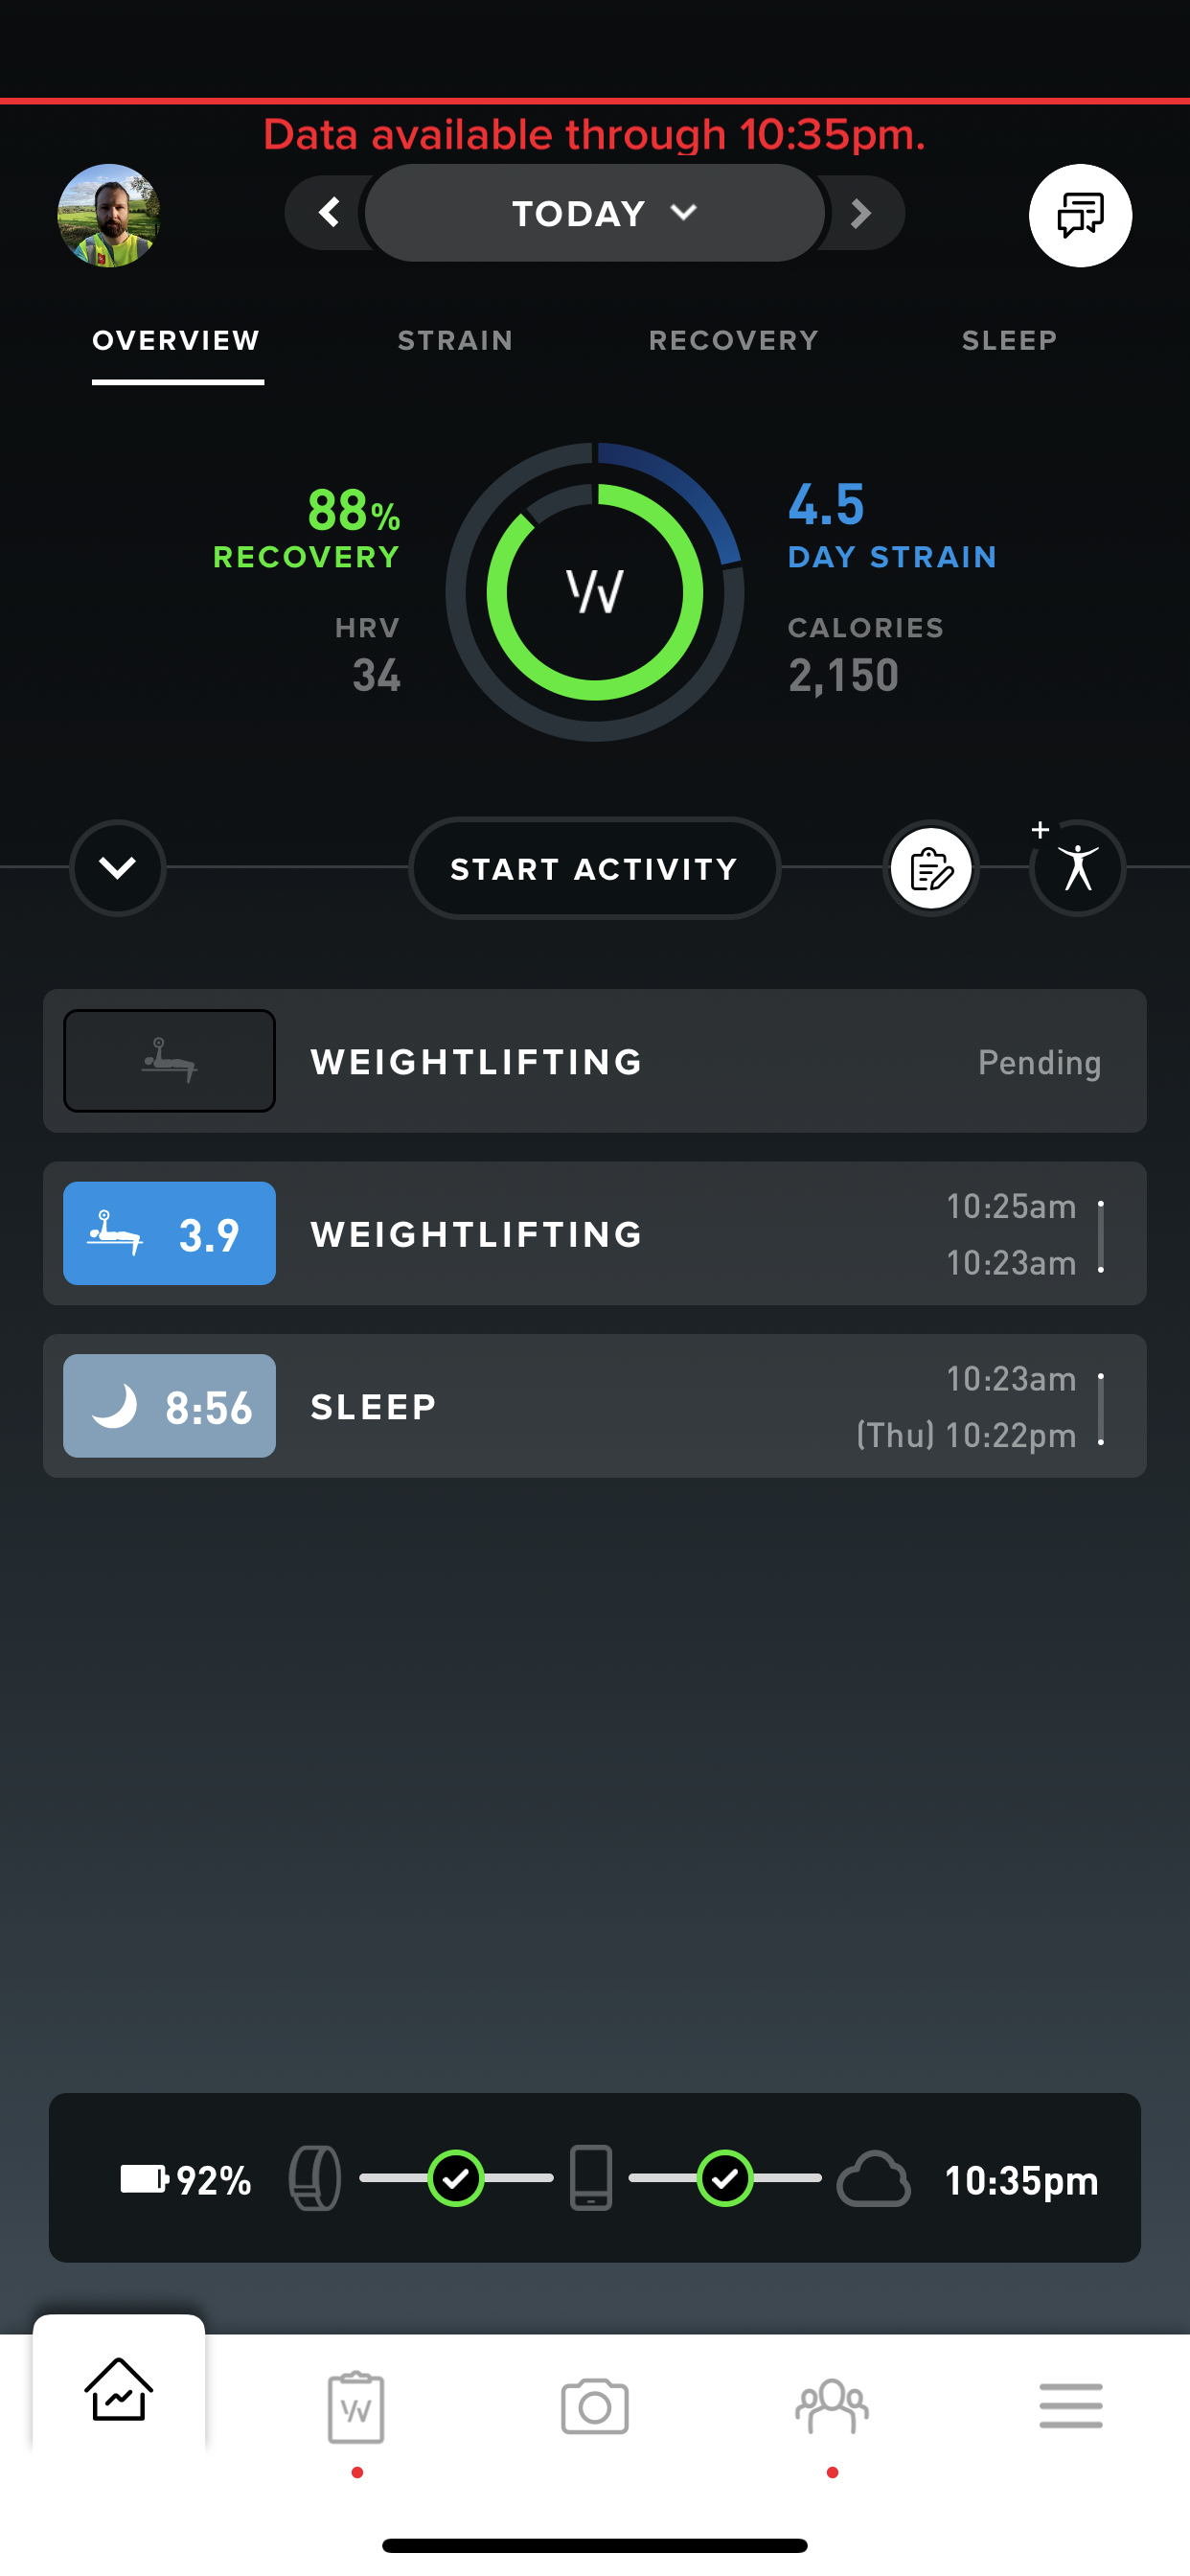 Data available through 10:35pm.
TODAY
OVERVIEW STRAIN RECOVERY SLEEP
88%
RECOVERY
HRV
34
4.5
DAY STRAIN
CALORIES
2,150
START ACTIVITY
WEIGHTLIFTING Pending
3.9 WEIGHTLIFTING 10:25am
10:23am
8:56 SLEEP 10:23am
(Thu) 10:22pm
92% 10:35pm